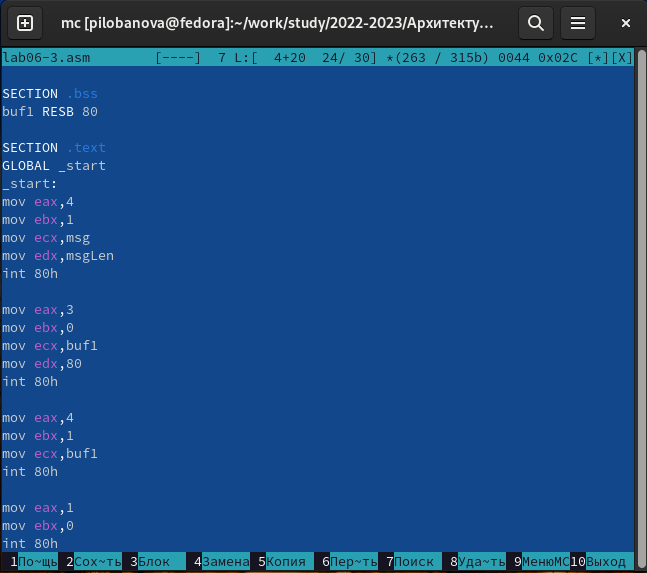 mc [pilobanova@fedora]:~/work/study/2022-2023/Архитекту...
lab06-3.asm [----] 7 L:[ 4+20 24/ 30] *(263 / 315b) 0044 0x02C [*][X]
SECTION .bss
buf1 RESB 80
SECTION .text
GLOBAL _start
_start:
mov eax,4
mov ebx,1
mov ecx,msg
mov edx,msgLen
int 80h
mov eax,3
mov ebx,0
mov ecx,buf1
mov edx,80
int 80h
mov eax,4
mov ebx,1
mov ecx,buf1
int 80h
mov eax,1
mov ebx,0
int 80h
1По~щь 2Сох~ть 3Блок 4Замена 5Копия 6Пер~ть 7Поиск 8Уда~ть 9МенюMC 10Выход